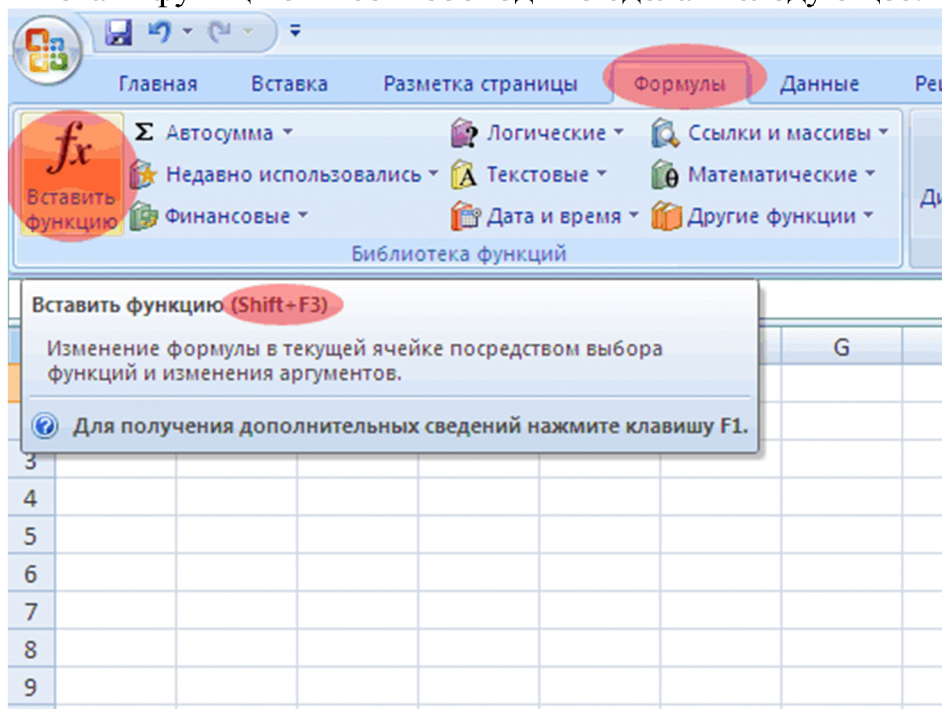 Главная Вставка Разметка страницы Формулы Данные
fx Σ Автосумма Логические Ссылки и массивы
Недавно использовались Текстовые Математические
Вставить функцию
Финансовые Дата и время Другие функции
Библиотека функций
Вставить функцию (Shift+F3)
Изменение формулы в текущей ячейке посредством выбора
функций и изменения аргументов.
Для получения дополнительных сведений нажмите клавишу F1.
G
3
4
5
6
7
8
9